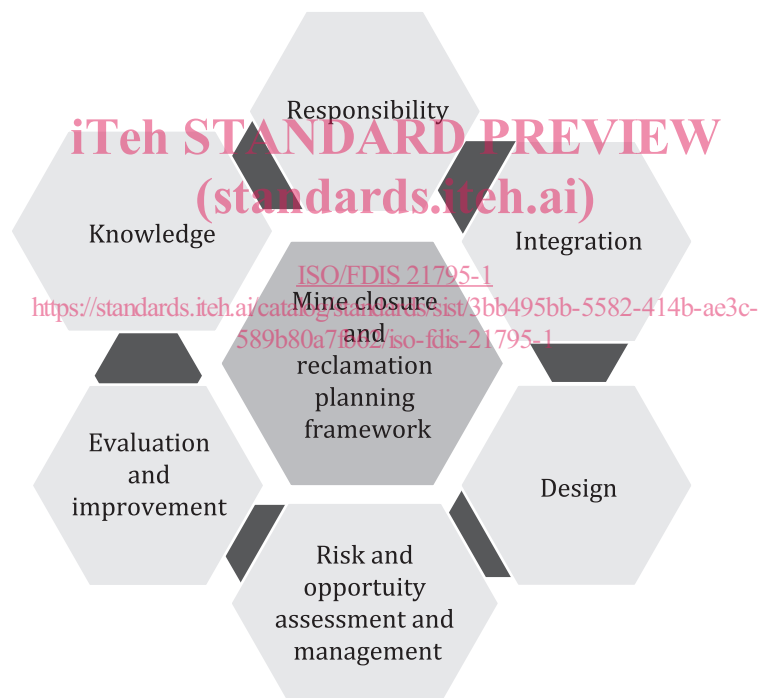 Responsibility
iTeh STANDARD PREVIEW
(standards.iteh.ai)
Knowledge
Integration
ISO/FDIS 21795-1
https://standards.iteh.ai/catalog/standards/sist/3bb495bb-5582-414b-ae3c-
589b80a7fb62/iso-fdis-21795-1
Mine closure
and
reclamation
planning
framework
Evaluation
and
improvement
Design
Risk and
opportuity
assessment and
management